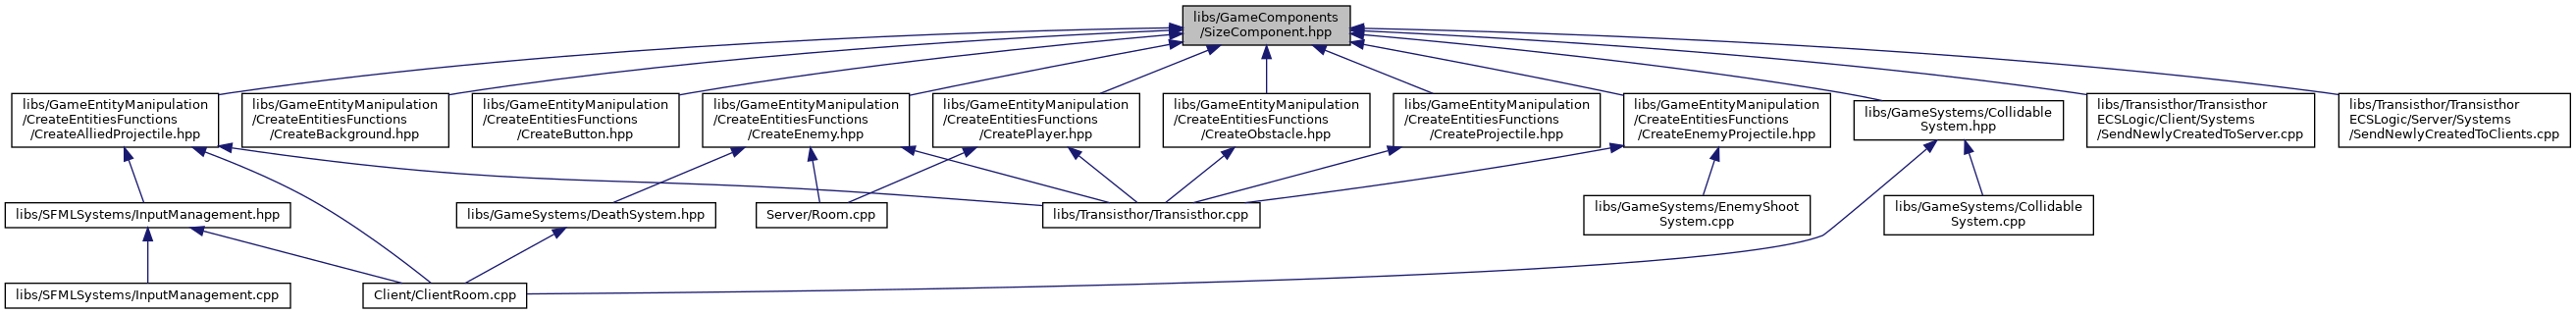 libs/GameComponents
/SizeComponent.hpp
libs/GameEntityManipulation
/CreateEntitiesFunctions
/CreateAlliedProjectile.hpp
libs/GameEntityManipulation
/CreateEntitiesFunctions
/CreateBackground.hpp
libs/GameEntityManipulation
/CreateEntitiesFunctions
/CreateButton.hpp
libs/GameEntityManipulation
/CreateEntitiesFunctions
/CreateEnemy.hpp
libs/GameEntityManipulation
/CreateEntitiesFunctions
/CreatePlayer.hpp
libs/GameEntityManipulation
/CreateEntitiesFunctions
/CreateObstacle.hpp
libs/GameEntityManipulation
/CreateEntitiesFunctions
/CreateProjectile.hpp
libs/GameEntityManipulation
/CreateEntitiesFunctions
/CreateEnemyProjectile.hpp
libs/GameSystems/Collidable
System.hpp
libs/Transisthor/Transisthor
ECSLogic/Client/Systems
/SendNewlyCreatedToServer.cpp
libs/Transisthor/Transisthor
ECSLogic/Server/Systems
/SendNewlyCreatedToClients.cpp
libs/SFMLSystems/InputManagement.hpp
libs/GameSystems/DeathSystem.hpp
Server/Room.cpp
libs/Transisthor/Transisthor.cpp
libs/GameSystems/EnemyShoot
System.cpp
libs/GameSystems/Collidable
System.cpp
libs/SFMLSystems/InputManagement.cpp
Client/ClientRoom.cpp